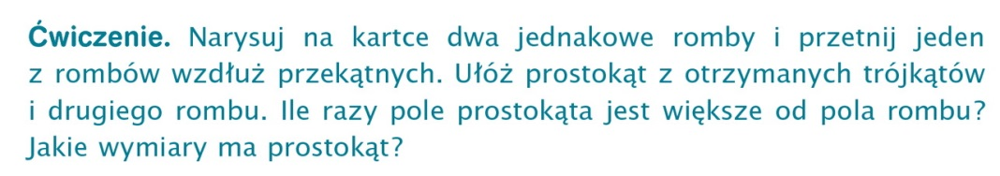 Ćwiczenie. Narysuj na kartce dwa jednakowe romby i przetnij jeden
z rombów wzdłuż przekątnych. Ułóż prostokąt z otrzymanych trójkątów
i drugiego rombu. Ile razy pole prostokąta jest większe od pola rombu?
Jakie wymiary ma prostokąt?